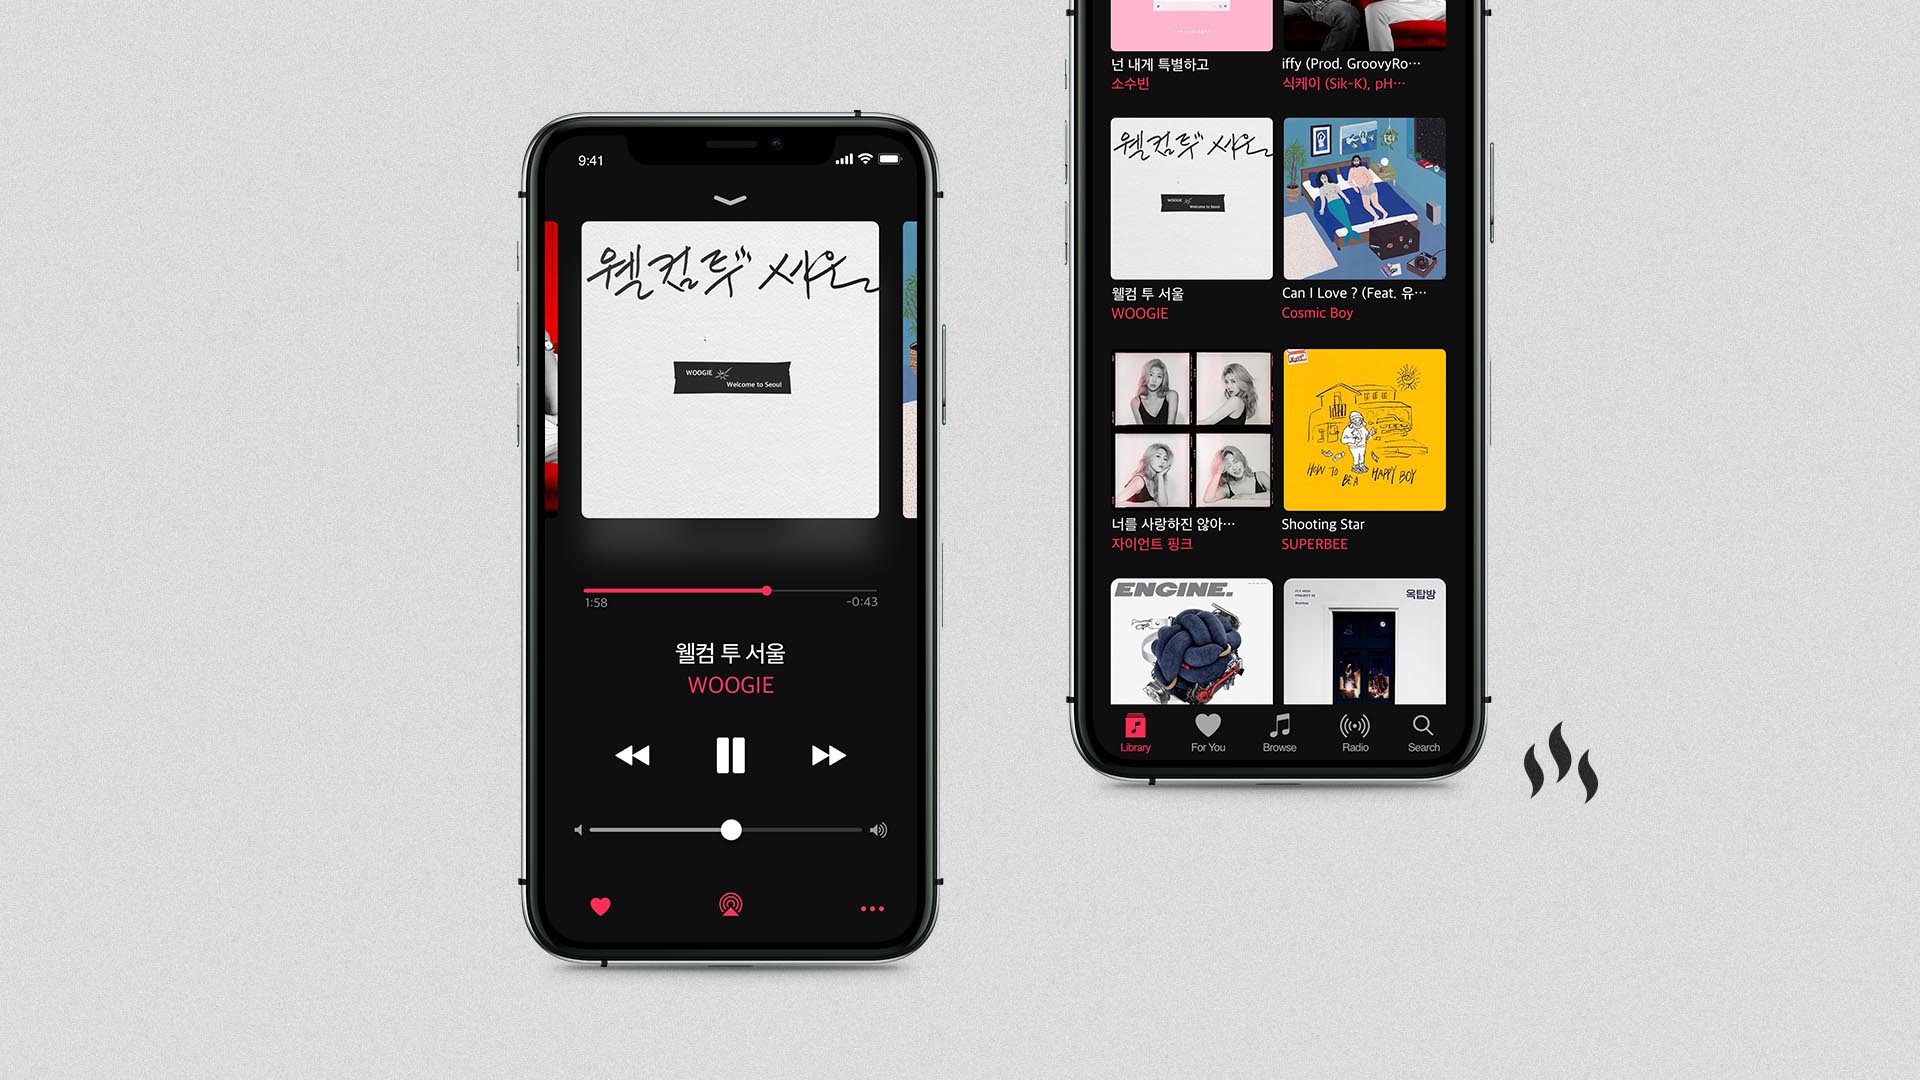 9:41
웰컴 투 서울
WOOGIE
Welcome to Seoul
1:58
-0:43
웰컴 투 서울
WOOGIE
넌 내게 특별하고
소수빈
iffy (Prod. GroovyRo…
식케이 (Sik-K), pH…
웰컴 투 서울
WOOGIE
Welcome to Seoul
웰컴 투 서울
WOOGIE
Can I Love ? (Feat. 유…
Cosmic Boy
HOW TO BE A HAPPY BOY
너를 사랑하진 않아…
자이언트 핑크
Shooting Star
SUPERBEE
ENGINE.
옥탑방
Library
For You
Browse
Radio
Search